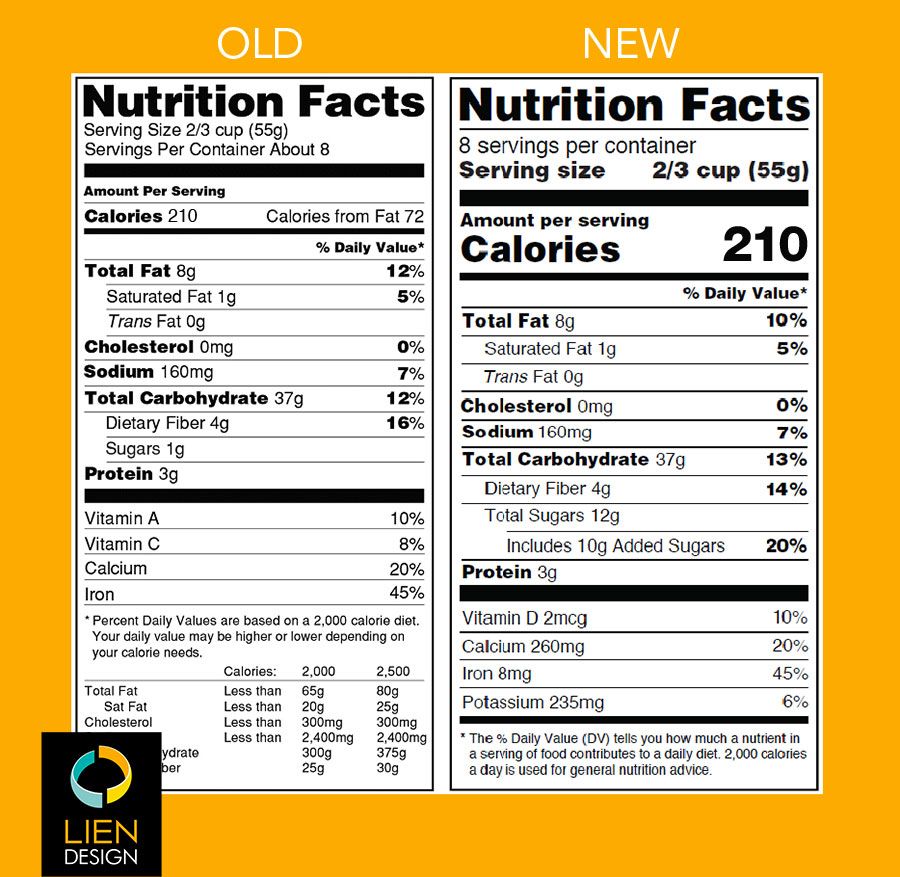 OLD
Nutrition Facts
Serving Size 2/3 cup (55g)
Servings Per Container About 8
Amount Per Serving
Calories 210 Calories from Fat 72
% Daily Value*
Total Fat 8g 12%
Saturated Fat 1g 5%
Trans Fat 0g
Cholesterol 0mg 0%
Sodium 160mg 7%
Total Carbohydrate 37g 12%
Dietary Fiber 4g 16%
Sugars 1g
Protein 3g
Vitamin A 10%
Vitamin C 8%
Calcium 20%
Iron 45%
* Percent Daily Values are based on a 2,000 calorie diet.
Your daily value may be higher or lower depending on
your calorie needs.
Calories: 2,000 2,500
Total Fat Less than 65g 80g
Sat Fat Less than 20g 25g
Cholesterol Less than 300mg 300mg
Less than 2,400mg 2,400mg
ydrate 300g 375g
ber 25g 30g
NEW
Nutrition Facts
8 servings per container
Serving size 2/3 cup (55g)
Amount per serving
Calories 210
% Daily Value*
Total Fat 8g 10%
Saturated Fat 1g 5%
Trans Fat 0g
Cholesterol 0mg 0%
Sodium 160mg 7%
Total Carbohydrate 37g 13%
Dietary Fiber 4g 14%
Total Sugars 12g
Includes 10g Added Sugars 20%
Protein 3g
Vitamin D 2mcg 10%
Calcium 260mg 20%
Iron 8mg 45%
Potassium 235mg 6%
* The % Daily Value (DV) tells you how much a nutrient in
a serving of food contributes to a daily diet. 2,000 calories
a day is used for general nutrition advice.
LIEN
DESIGN